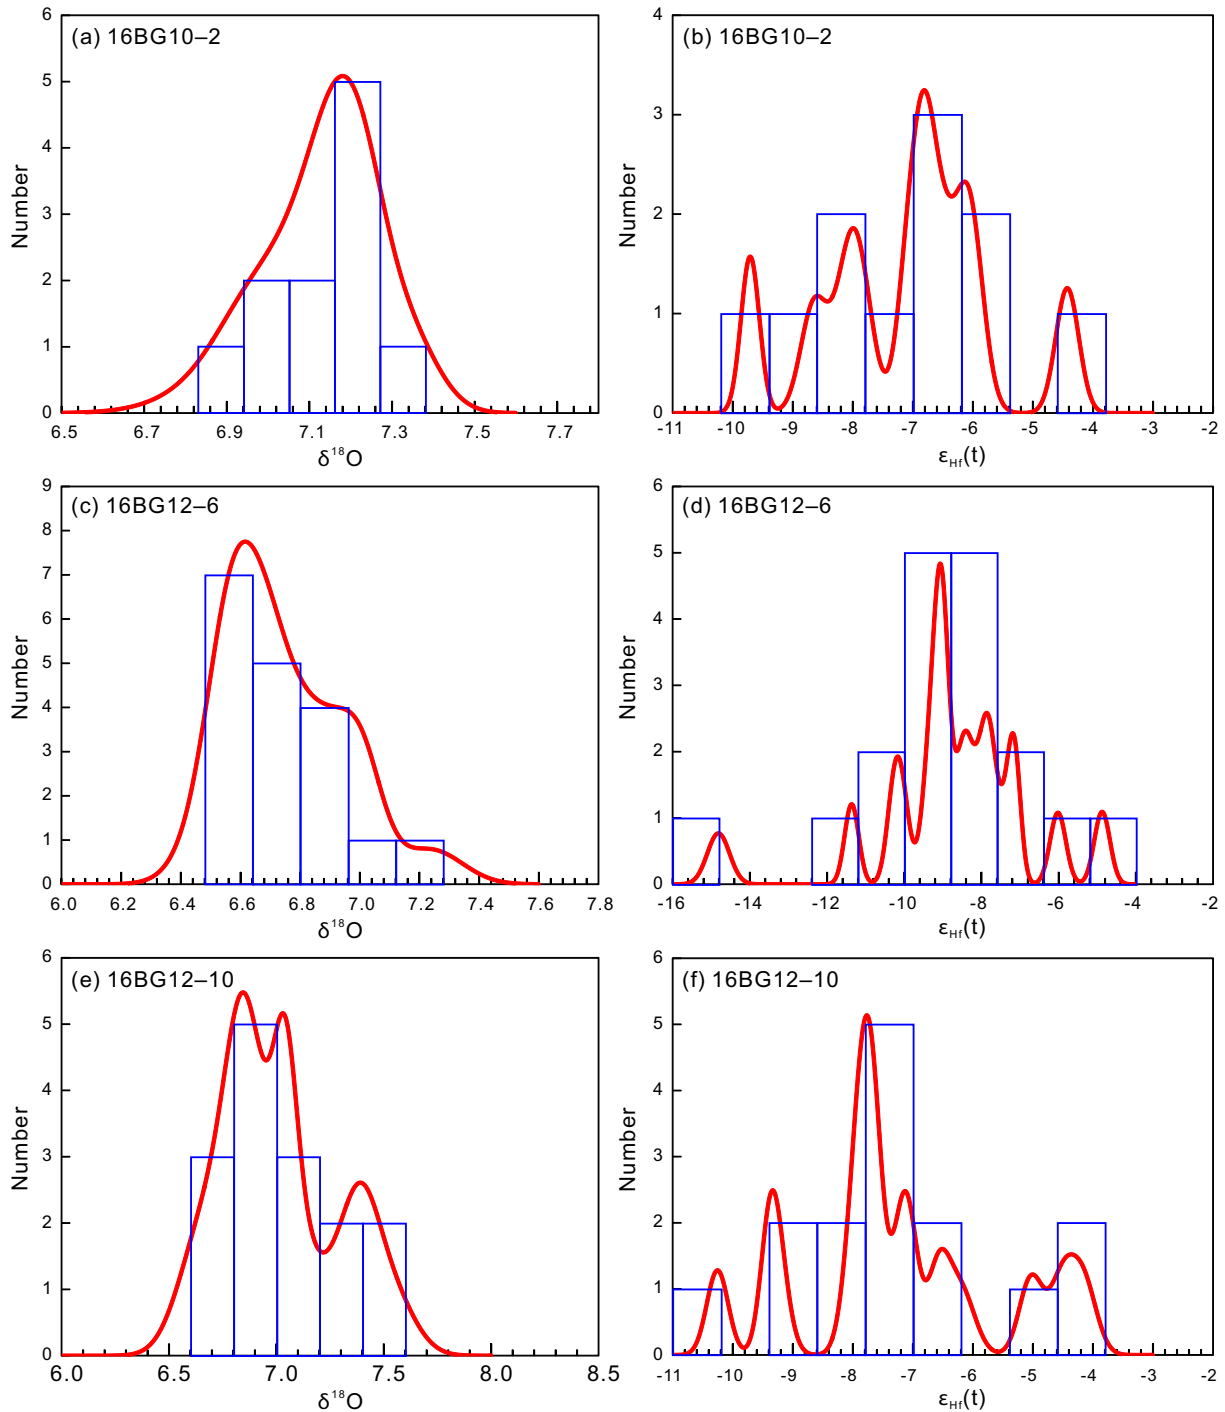 (a) 16BG10–2
Number
6
5
4
3
2
1
0
6.5 6.7 6.9 7.1 7.3 7.5 7.7
δ¹⁸O
(b) 16BG10–2
Number
4
3
2
1
0
-11 -10 -9 -8 -7 -6 -5 -4 -3 -2
εHf(t)
(c) 16BG12–6
Number
9
8
7
6
5
4
3
2
1
0
6.0 6.2 6.4 6.6 6.8 7.0 7.2 7.4 7.6 7.8
δ¹⁸O
(d) 16BG12–6
Number
6
5
4
3
2
1
0
-16 -14 -12 -10 -8 -6 -4 -2
εHf(t)
(e) 16BG12–10
Number
6
5
4
3
2
1
0
6.0 6.5 7.0 7.5 8.0 8.5
δ¹⁸O
(f) 16BG12–10
Number
6
5
4
3
2
1
0
-11 -10 -9 -8 -7 -6 -5 -4 -3 -2
εHf(t)